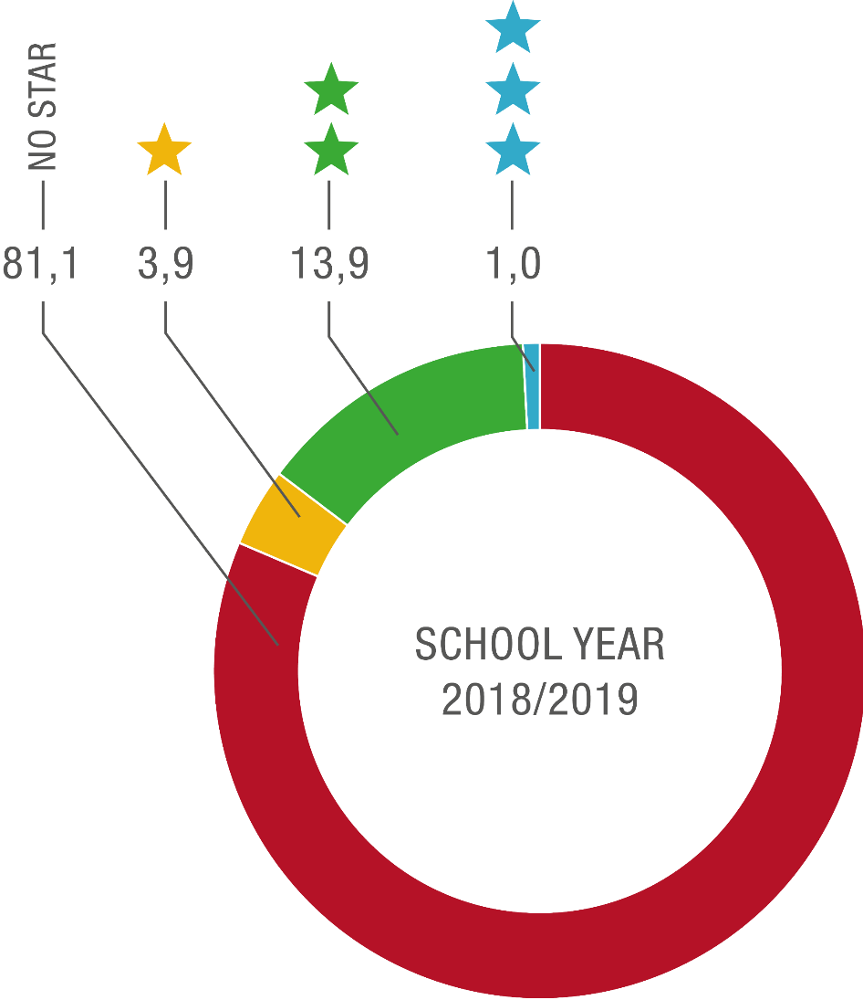 NO STAR
81,1
3,9
13,9
1,0
SCHOOL YEAR
2018/2019